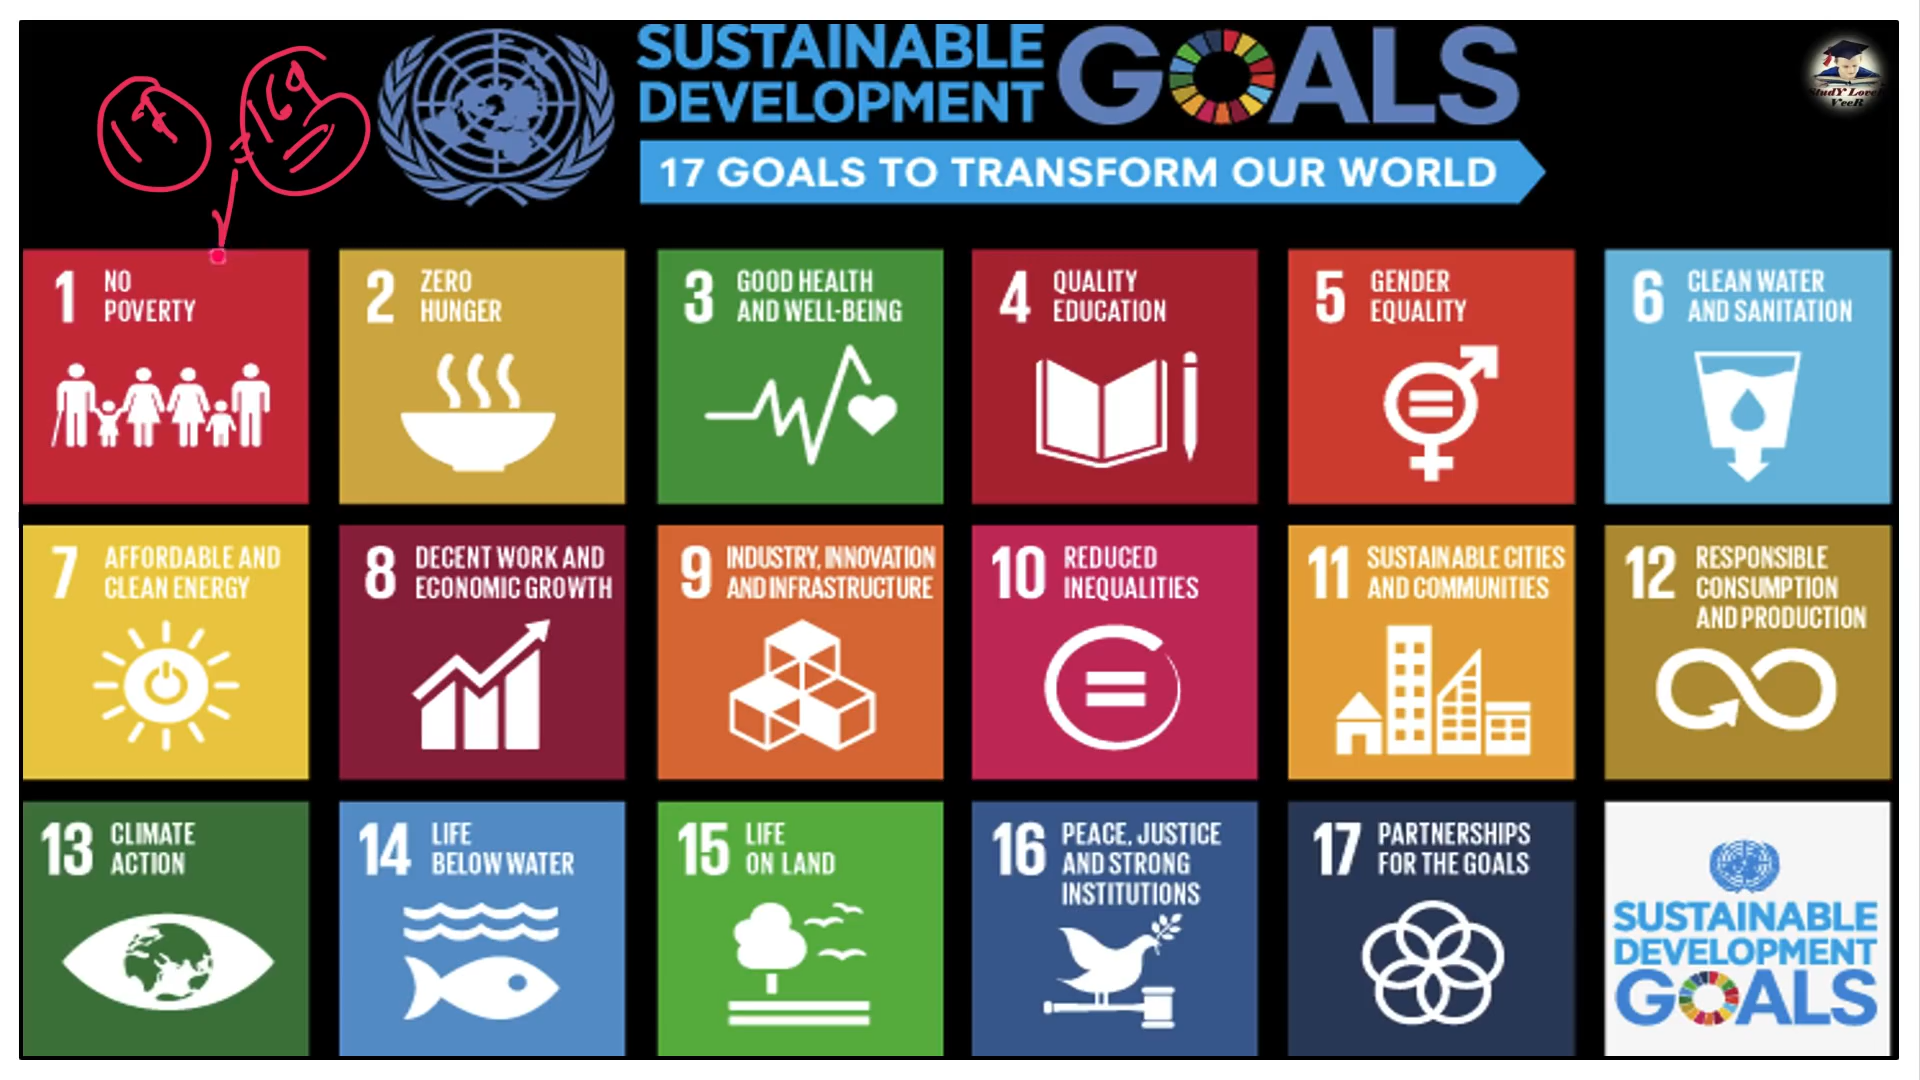 17 = 169
SUSTAINABLE
DEVELOPMENT
GOALS
17 GOALS TO TRANSFORM OUR WORLD
StudY Lover
VeeR
1 NO
POVERTY
2 ZERO
HUNGER
3 GOOD HEALTH
AND WELL-BEING
4 QUALITY
EDUCATION
5 GENDER
EQUALITY
6 CLEAN WATER
AND SANITATION
7 AFFORDABLE AND
CLEAN ENERGY
8 DECENT WORK AND
ECONOMIC GROWTH
9 INDUSTRY, INNOVATION
AND INFRASTRUCTURE
10 REDUCED
INEQUALITIES
11 SUSTAINABLE CITIES
AND COMMUNITIES
12 RESPONSIBLE
CONSUMPTION
AND PRODUCTION
13 CLIMATE
ACTION
14 LIFE
BELOW WATER
15 LIFE
ON LAND
16 PEACE, JUSTICE
AND STRONG
INSTITUTIONS
17 PARTNERSHIPS
FOR THE GOALS
SUSTAINABLE
DEVELOPMENT
GOALS